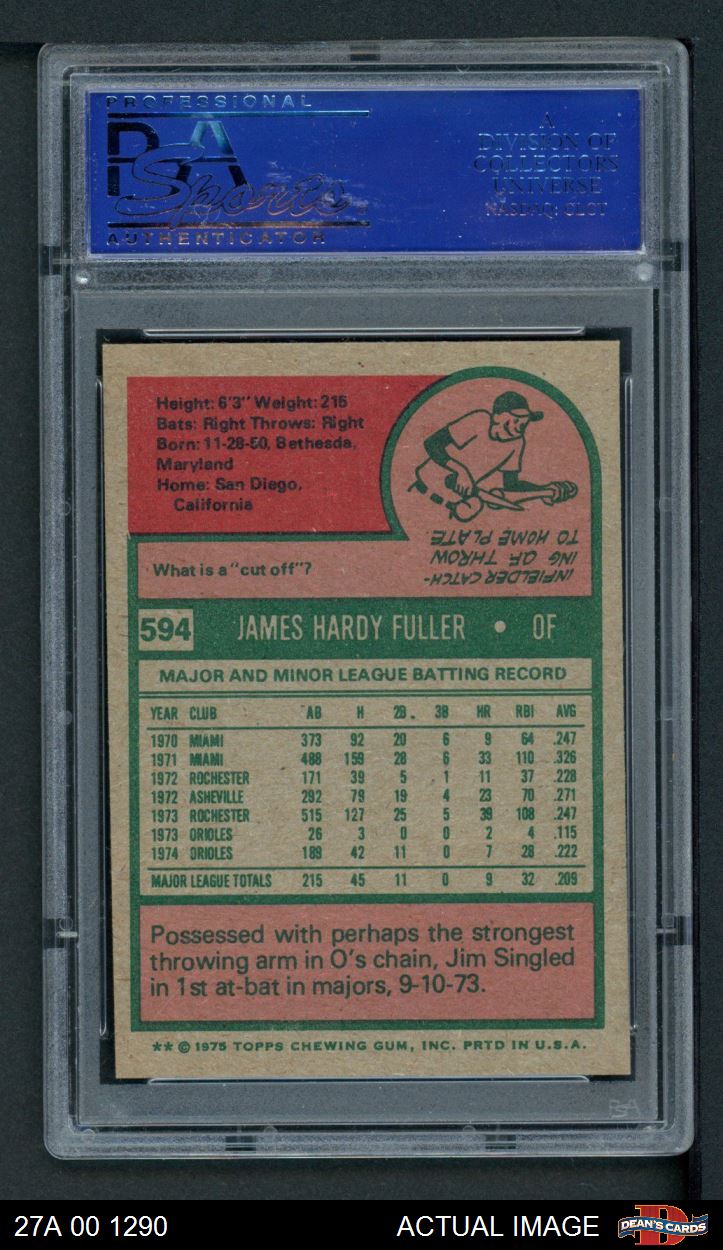 PROFESSIONAL
PSA
Sports
AUTHENTICATOR
A
DIVISION OF
COLLECTORS
UNIVERSE
NASDAQ: CLCT
Height: 6'3" Weight: 215
Bats: Right Throws: Right
Born: 11-28-50, Bethesda,
Maryland
Home: San Diego,
California
What is a "cut off"?
INFIELDER CATCH-
ING OF THROW
TO HOME PLATE.
594 JAMES HARDY FULLER • OF
MAJOR AND MINOR LEAGUE BATTING RECORD
YEAR CLUB AB H 2B. 3B HR RBI AVG
1970 MIAMI 373 92 20 6 9 64 .247
1971 MIAMI 488 159 28 6 33 110 .326
1972 ROCHESTER 171 39 5 1 11 37 .228
1972 ASHEVILLE 292 79 19 4 23 70 .271
1973 ROCHESTER 515 127 25 5 39 108 .247
1973 ORIOLES 26 3 0 0 2 4 .115
1974 ORIOLES 189 42 11 0 7 28 .222
MAJOR LEAGUE TOTALS 215 45 11 0 9 32 .209
Possessed with perhaps the strongest
throwing arm in O's chain, Jim Singled
in 1st at-bat in majors, 9-10-73.
** © 1975 TOPPS CHEWING GUM, INC. PRTD IN U.S.A.
PSA
27A 00 1290 ACTUAL IMAGE DEAN'S CARDS